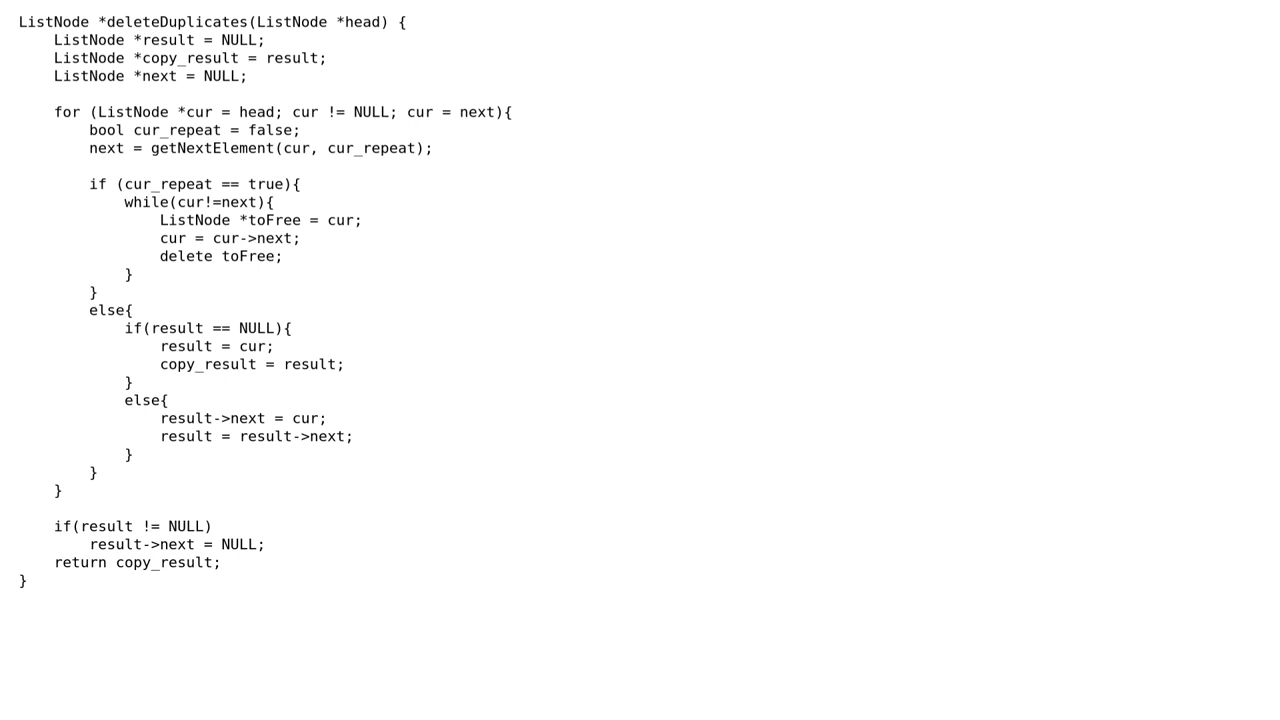 ListNode *deleteDuplicates(ListNode *head) {
    ListNode *result = NULL;
    ListNode *copy_result = result;
    ListNode *next = NULL;

    for (ListNode *cur = head; cur != NULL; cur = next){
        bool cur_repeat = false;
        next = getNextElement(cur, cur_repeat);

        if (cur_repeat == true){
            while(cur!=next){
                ListNode *toFree = cur;
                cur = cur->next;
                delete toFree;
            }
        }
        else{
            if(result == NULL){
                result = cur;
                copy_result = result;
            }
            else{
                result->next = cur;
                result = result->next;
            }
        }
    }

    if(result != NULL)
        result->next = NULL;
    return copy_result;
}